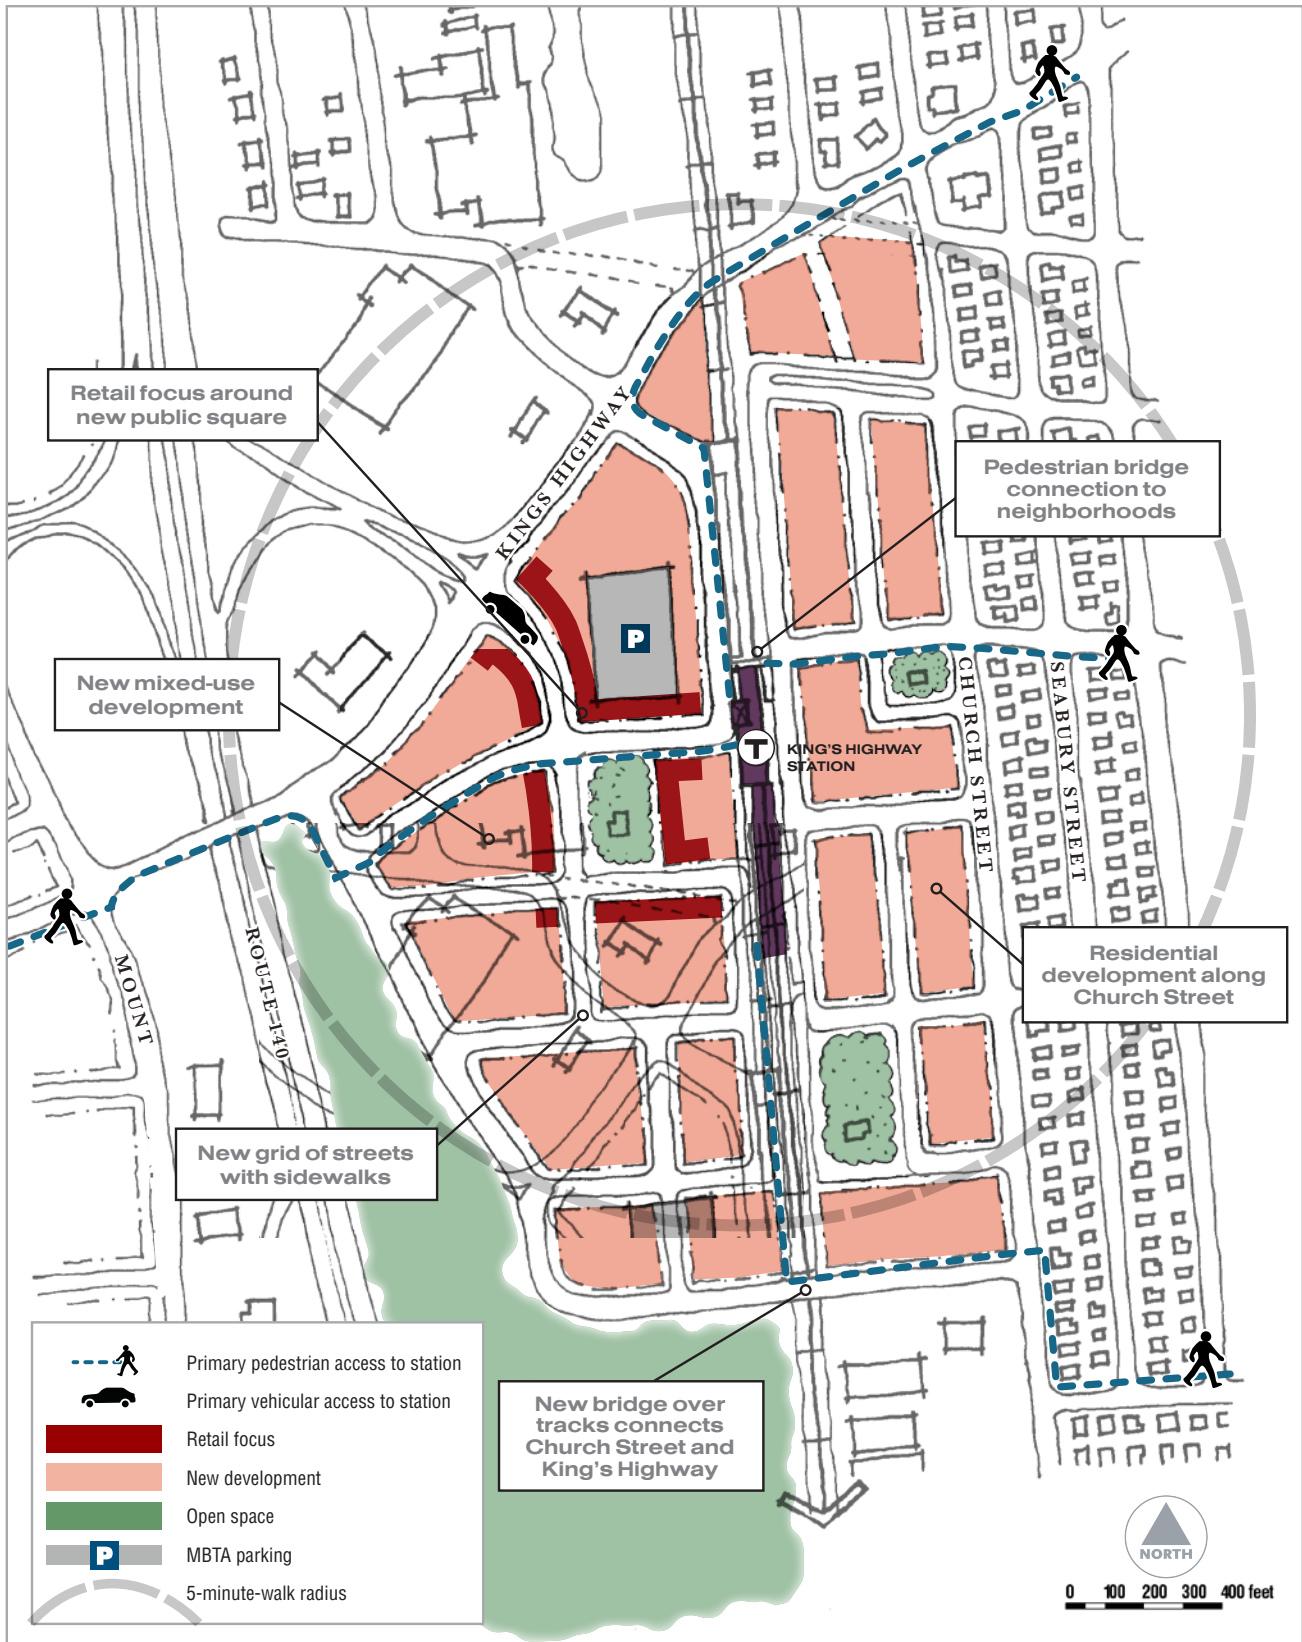 Retail focus around
new public square
KINGS HIGHWAY
Pedestrian bridge
connection to
neighborhoods
P
New mixed-use
development
T
KING'S HIGHWAY
STATION
CHURCH STREET
SEABURY STREET
MOUNT
ROUTE 140
Residential
development along
Church Street
New grid of streets
with sidewalks
New bridge over
tracks connects
Church Street and
King's Highway
Primary pedestrian access to station
Primary vehicular access to station
Retail focus
New development
Open space
P
MBTA parking
5-minute-walk radius
NORTH
0 100 200 300 400 feet